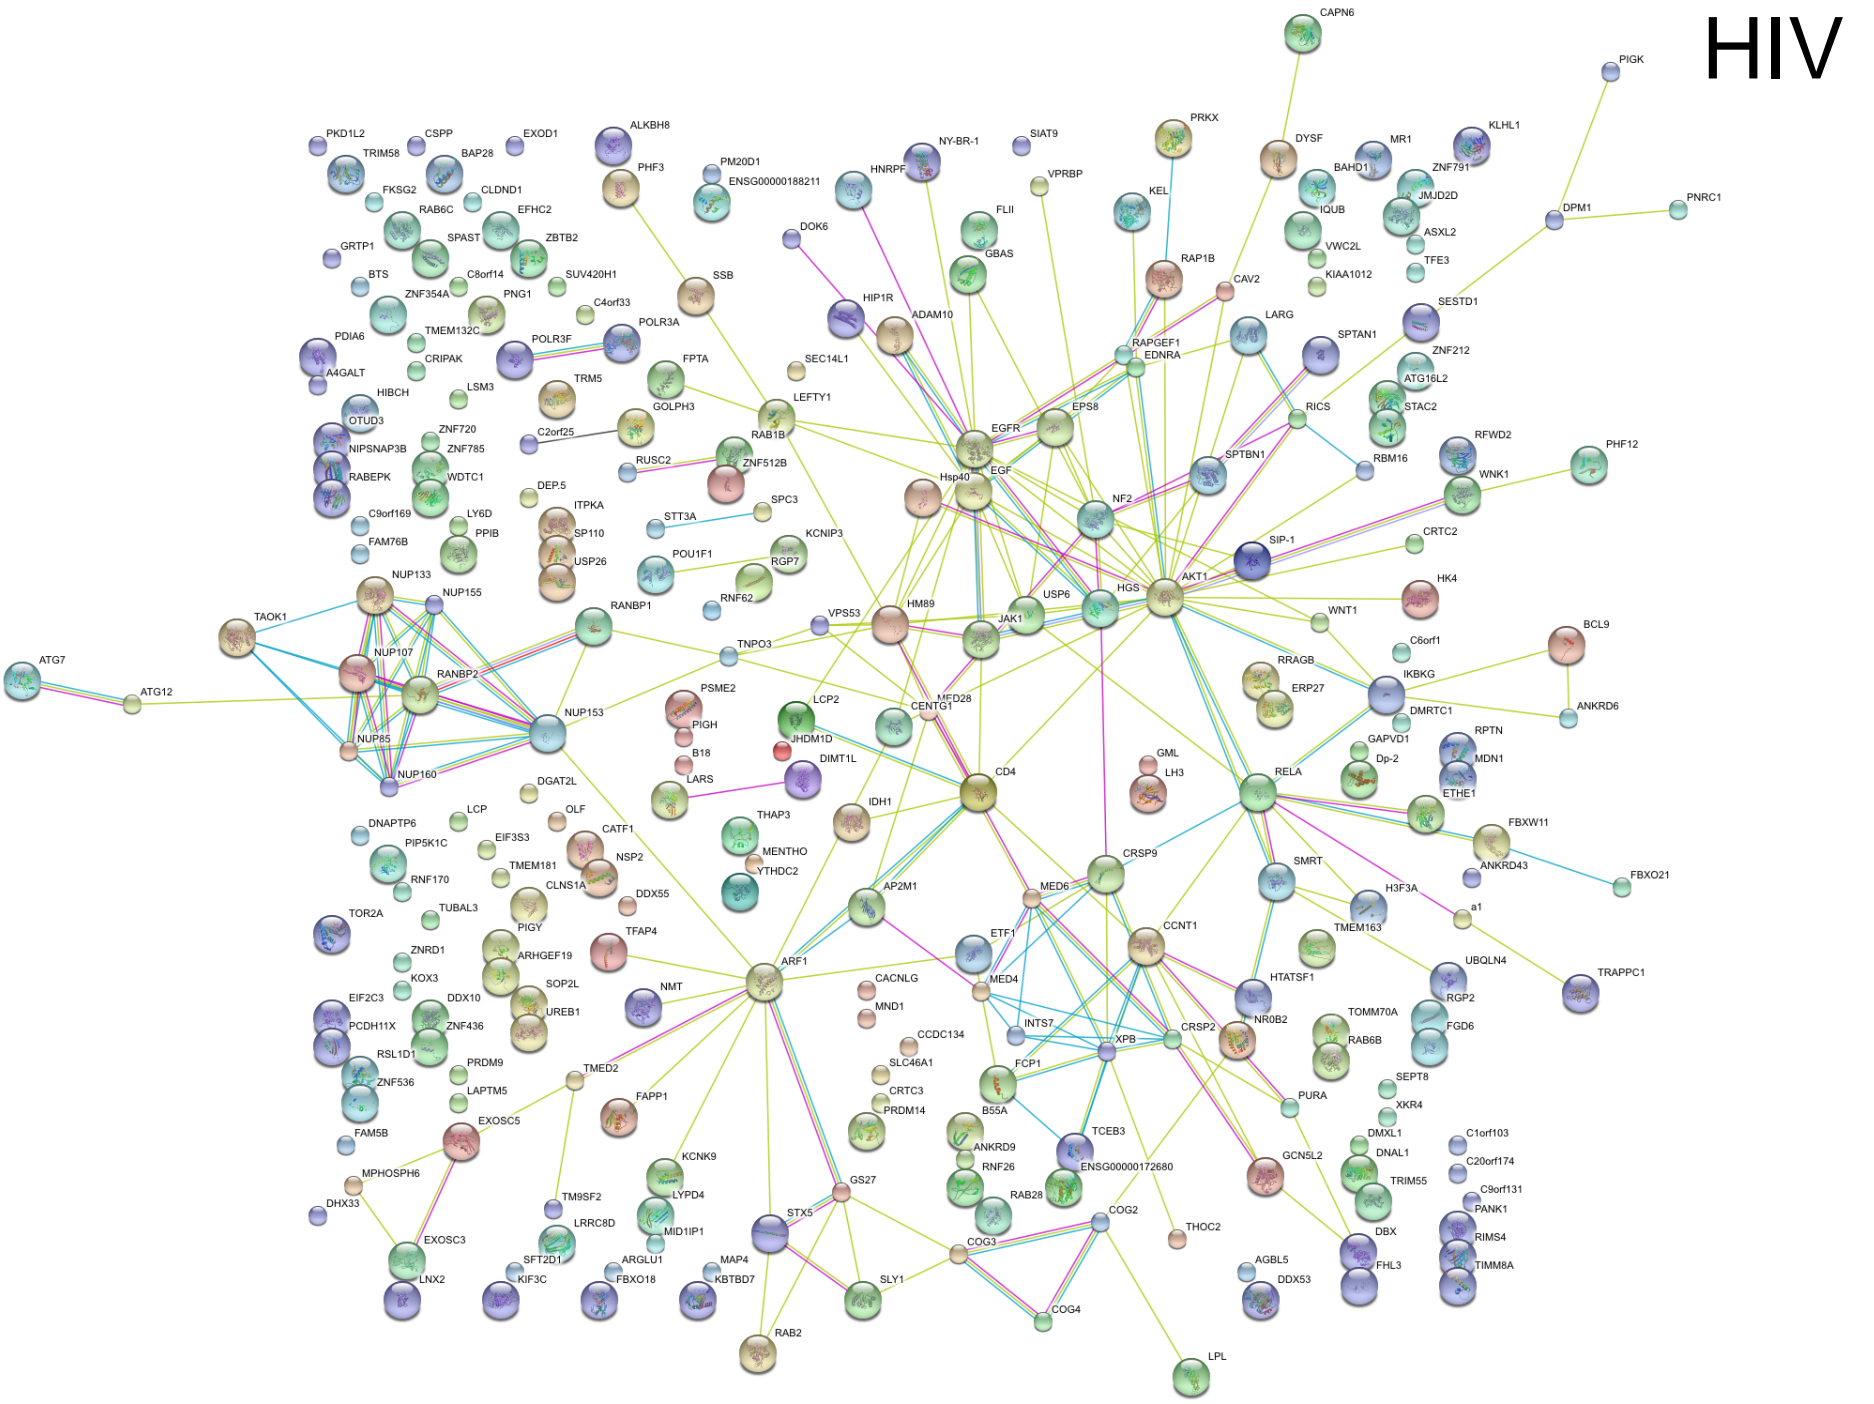 HIV
CAPN6
PIGK
PRKX
PKD1L2
CSPP
EXOD1
ALKBH8
SIAT9
NY-BR-1
DYSF
MR1
KLHL1
TRIM58
BAP28
PHF3
PM20D1
ENSG00000188211
HNRPF
VPRBP
KEL
BAHD1
ZNF791
JMJD2D
FKSG2
CLDND1
DPM1
PNRC1
RAB6C
EFHC2
DOK6
FLII
IQUB
ASXL2
GRTP1
SPAST
ZBTB2
GBAS
VWC2L
TFE3
BTS
C8orf14
SUV420H1
SSB
RAP1B
CAV2
KIAA1012
ZNF354A
PNG1
C4orf33
HIP1R
ADAM10
LARG
SESTD1
PDIA6
TMEM132C
POLR3F
POLR3A
RAPGEF1
EDNRA
SPTAN1
A4GALT
CRIPAK
FPTA
SEC14L1
ZNF212
HIBCH
LSM3
TRM5
LEFTY1
ATG16L2
OTUD3
GOLPH3
EPS8
RICS
STAC2
NIPSNAP3B
ZNF720
C2orf25
RAB1B
EGFR
RFWD2
PHF12
RABEPK
ZNF785
RUSC2
ZNF512B
Hsp40
EGF
SPTBN1
RBM16
WNK1
WDTC1
DEP.5
SPC3
NF2
C9orf169
LY6D
ITPKA
STT3A
FAM76B
PPIB
SP110
KCNIP3
SIP-1
CRTC2
USP26
POU1F1
RGP7
NUP133
NUP155
RNF62
AKT1
HK4
TAOK1
RANBP1
VPS53
HM89
USP6
HGS
WNT1
JAK1
BCL9
NUP107
TNPO3
C6orf1
ATG7
RANBP2
RRAGB
IKBKG
ATG12
PSME2
LCP2
MED28
CENTG1
ERP27
ANKRD6
NUP153
PIGH
DMRTC1
NUP85
JHDM1D
GAPVD1
RPTN
B18
GML
Dp-2
MDN1
NUP160
DIMT1L
LARS
CD4
LH3
RELA
ETHE1
DGAT2L
LCP
OLF
IDH1
FBXW11
DNAPTP6
THAP3
EIF3S3
CATF1
PIP5K1C
MENTHO
CRSP9
SMRT
ANKRD43
TMEM181
NSP2
YTHDC2
FBXO21
RNF170
CLNS1A
DDX55
AP2M1
MED6
H3F3A
TUBAL3
a1
TOR2A
PIGY
TFAP4
ETF1
CCNT1
TMEM163
ZNRD1
ARHGEF19
ARF1
UBQLN4
KOX3
CACNLG
MED4
HTATSF1
TRAPPC1
SOP2L
NMT
RGP2
EIF2C3
DDX10
MND1
UREB1
INTS7
CRSP2
NR0B2
TOMM70A
FGD6
PCDH11X
ZNF436
CCDC134
XPB
RAB6B
RSL1D1
PRDM9
TMED2
SLC46A1
FCP1
SEPT8
ZNF536
LAPTM5
FAPP1
CRTC3
PURA
XKR4
PRDM14
B55A
EXOSC5
TCEB3
FAM5B
ANKRD9
DMXL1
C1orf103
KCNK9
ENSG00000172680
GCN5L2
DNAL1
MPHOSPH6
RNF26
C20orf174
TRIM55
GS27
LYPD4
RAB28
C9orf131
DHX33
TM9SF2
COG2
PANK1
STX5
MID1IP1
THOC2
DBX
RIMS4
LRRC8D
EXOSC3
COG3
SFT2D1
ARGLU1
MAP4
AGBL5
FHL3
TIMM8A
LNX2
KIF3C
FBXO18
KBTBD7
SLY1
DDX53
COG4
RAB2
LPL